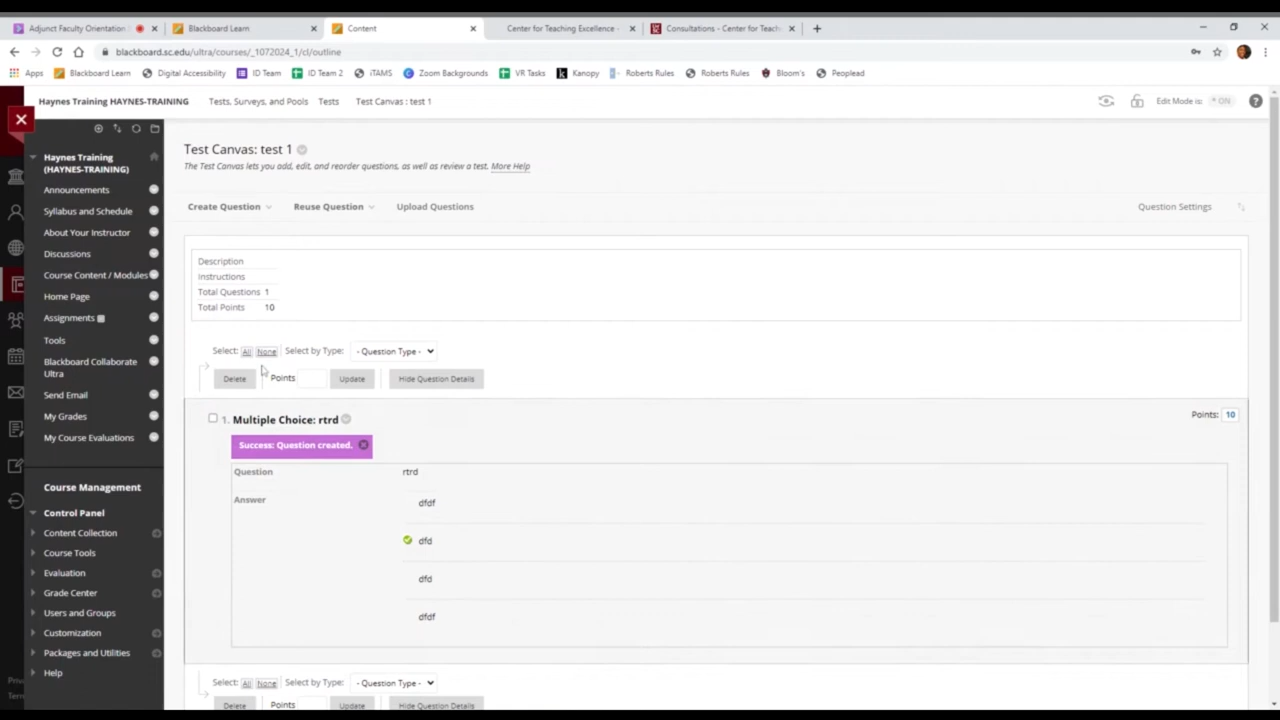 Adjunct Faculty Orientation
Blackboard Learn
Content
Center for Teaching Excellence -
Consultations - Center for Teach
blackboard.sc.edu/ultra/courses/_1072024_1/cl/outline
Apps
Blackboard Learn
Digital Accessibility
ID Team
ID Team 2
iTAMS
Zoom Backgrounds
VR Tasks
Kanopy
Roberts Rules
Roberts Rules
Bloom's
Peoplead
Haynes Training HAYNES-TRAINING
Tests, Surveys, and Pools
Tests
Test Canvas : test 1
Edit Mode is:
ON
?
Haynes Training
(HAYNES-TRAINING)
Announcements
Syllabus and Schedule
About Your Instructor
Discussions
Course Content / Modules
Home Page
Assignments
Tools
Blackboard Collaborate
Ultra
Send Email
My Grades
My Course Evaluations
Course Management
Control Panel
Content Collection
Course Tools
Evaluation
Grade Center
Users and Groups
Customization
Packages and Utilities
Help
Test Canvas: test 1
The Test Canvas lets you add, edit, and reorder questions, as well as review a test. More Help
Create Question
Reuse Question
Upload Questions
Question Settings
Description
Instructions
Total Questions 1
Total Points 10
Select: All None Select by Type: - Question Type -
Delete Points Update Hide Question Details
1. Multiple Choice: rtrd
Points: 10
Success: Question created.
Question rtrd
Answer dfdf
dfd
dfd
dfdf
Select: All None Select by Type: - Question Type -
Delete Points Update Hide Question Details